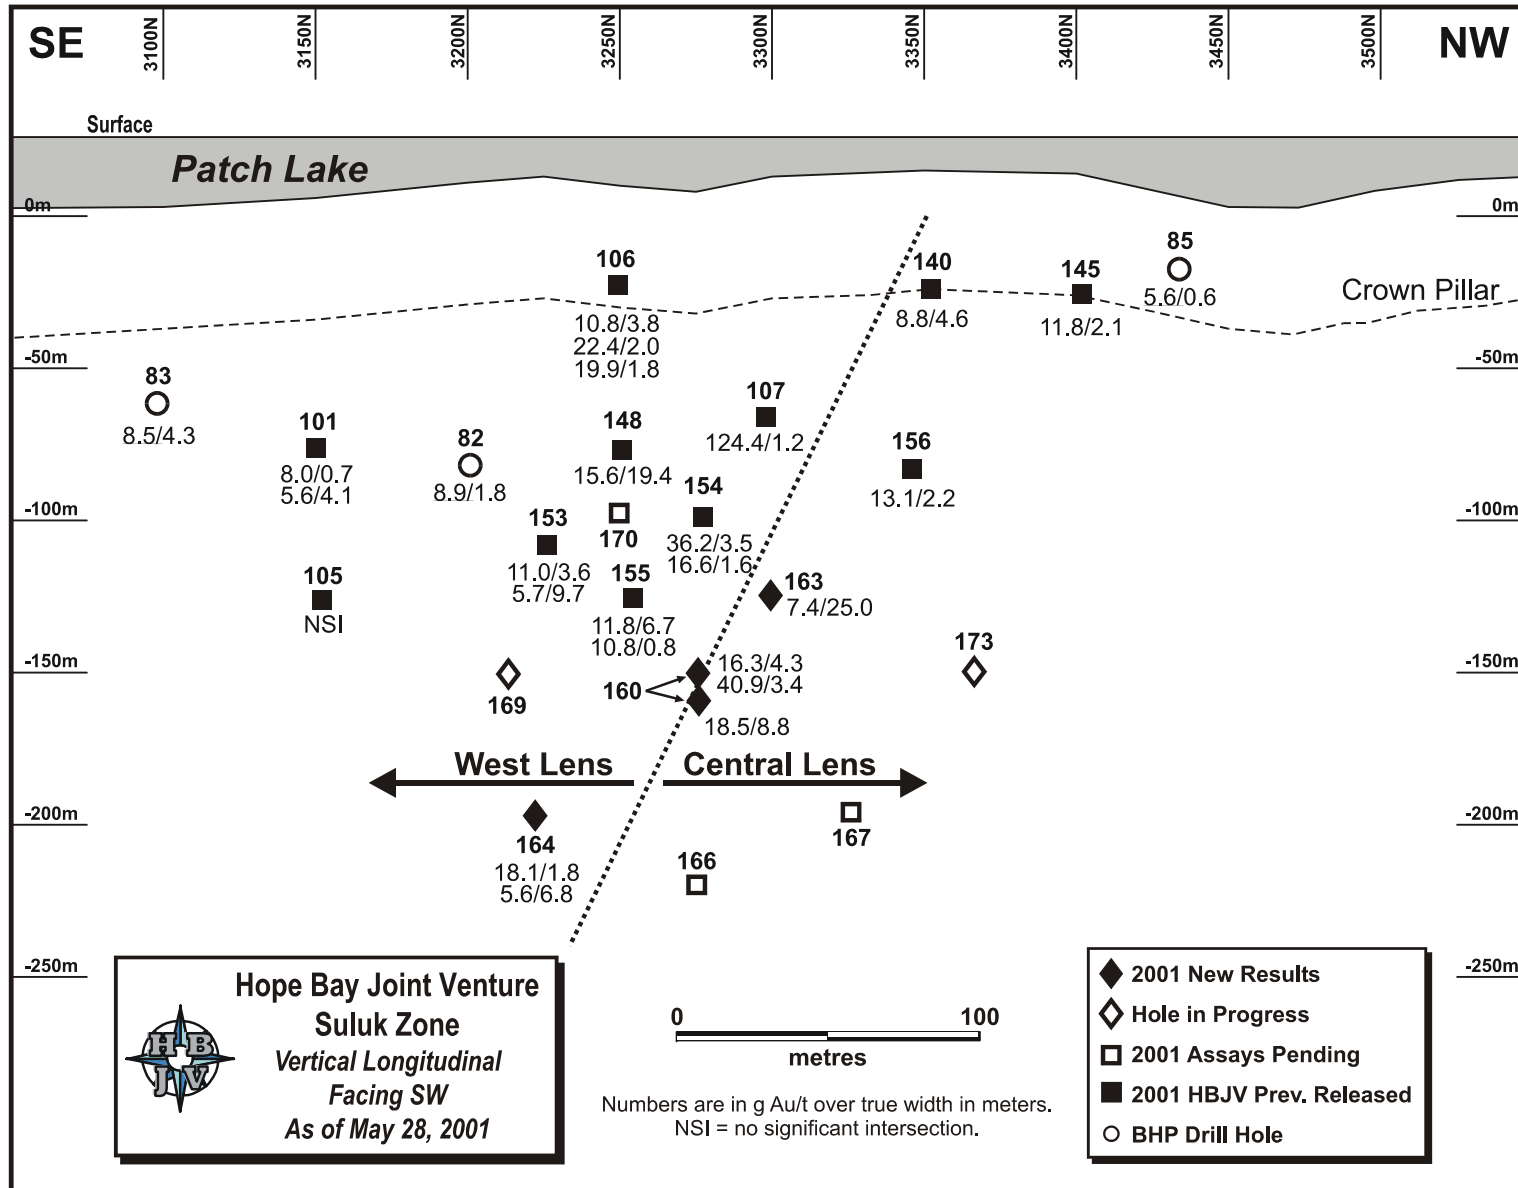 SE
3100N
3150N
3200N
3250N
3300N
3350N
3400N
3450N
3500N
NW
Surface
Patch Lake
0m
0m
106
10.8/3.8
22.4/2.0
19.9/1.8
140
8.8/4.6
145
11.8/2.1
85
5.6/0.6
Crown Pillar
-50m
-50m
83
8.5/4.3
101
8.0/0.7
5.6/4.1
82
8.9/1.8
148
15.6/19.4
107
124.4/1.2
156
13.1/2.2
154
36.2/3.5
16.6/1.6
-100m
-100m
153
11.0/3.6
5.7/9.7
170
155
11.8/6.7
10.8/0.8
105
NSI
163
7.4/25.0
173
-150m
-150m
169
160
16.3/4.3
40.9/3.4
18.5/8.8
West Lens
Central Lens
-200m
-200m
164
18.1/1.8
5.6/6.8
167
166
-250m
-250m
Hope Bay Joint Venture
Suluk Zone
Vertical Longitudinal
Facing SW
As of May 28, 2001
H B
J V
0 100
metres
Numbers are in g Au/t over true width in meters.
NSI = no significant intersection.
2001 New Results
Hole in Progress
2001 Assays Pending
2001 HBJV Prev. Released
BHP Drill Hole